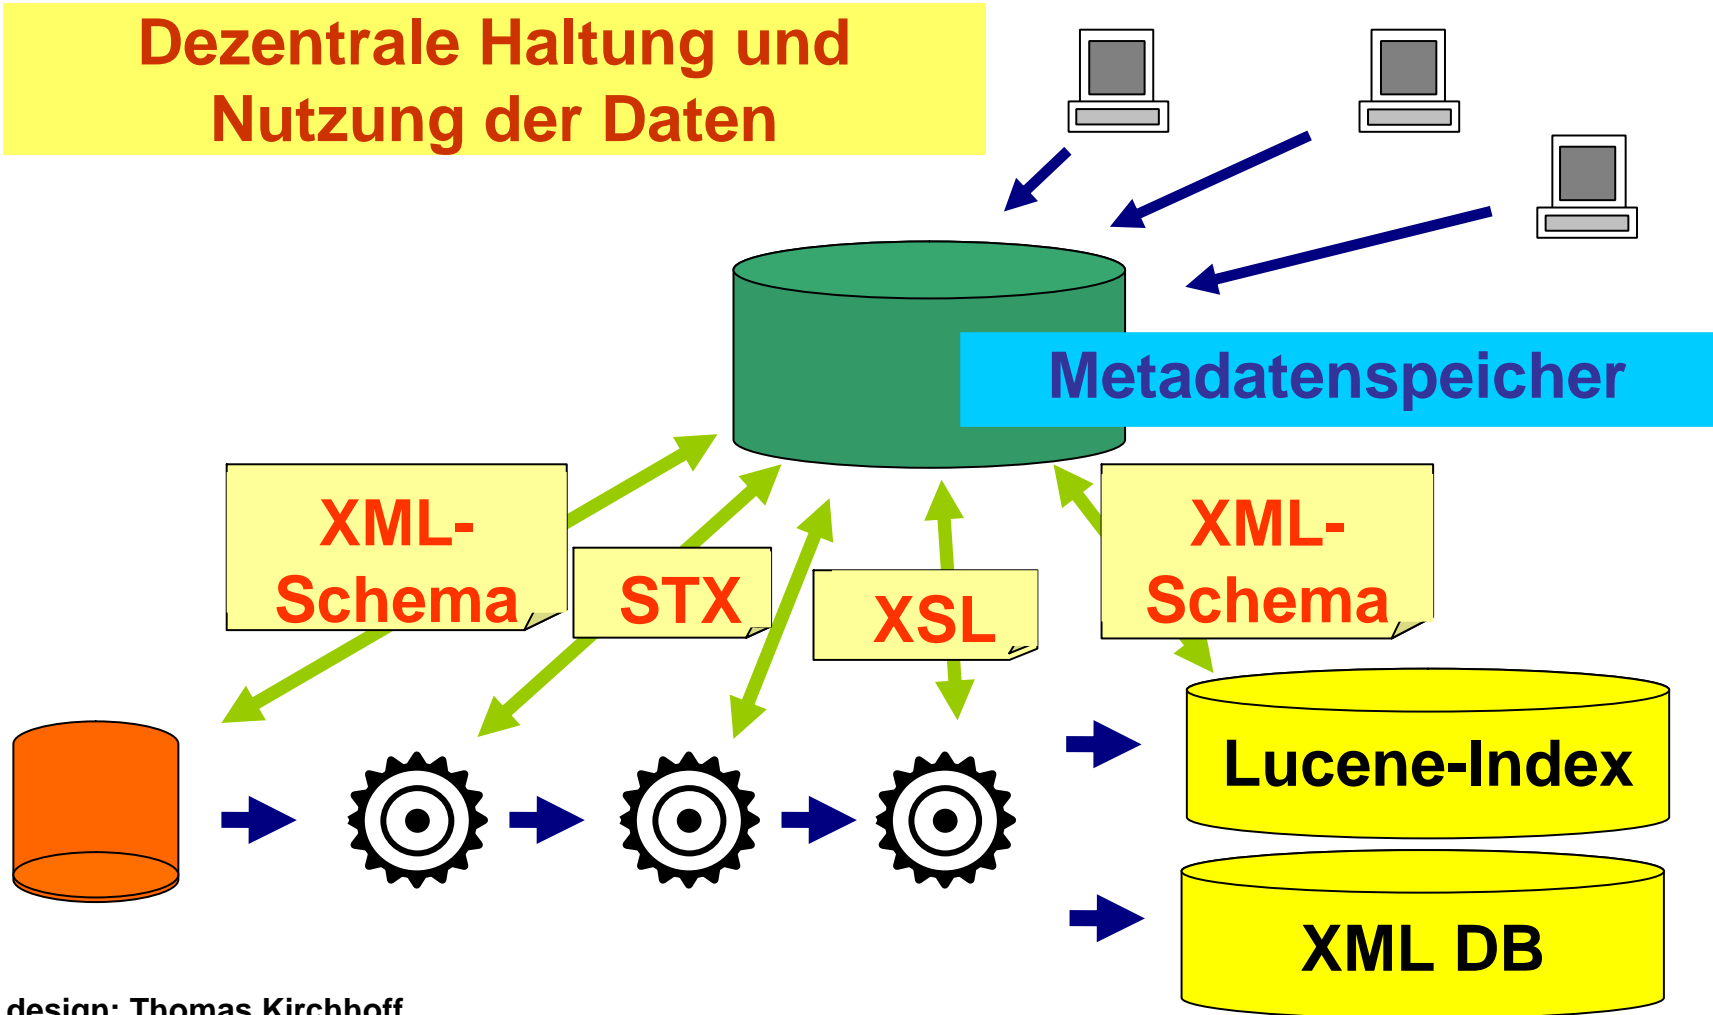 Dezentrale Haltung und
Nutzung der Daten
Metadatenspeicher
XML-
Schema
STX
XSL
XML-
Schema
Lucene-Index
XML DB
design: Thomas Kirchhoff